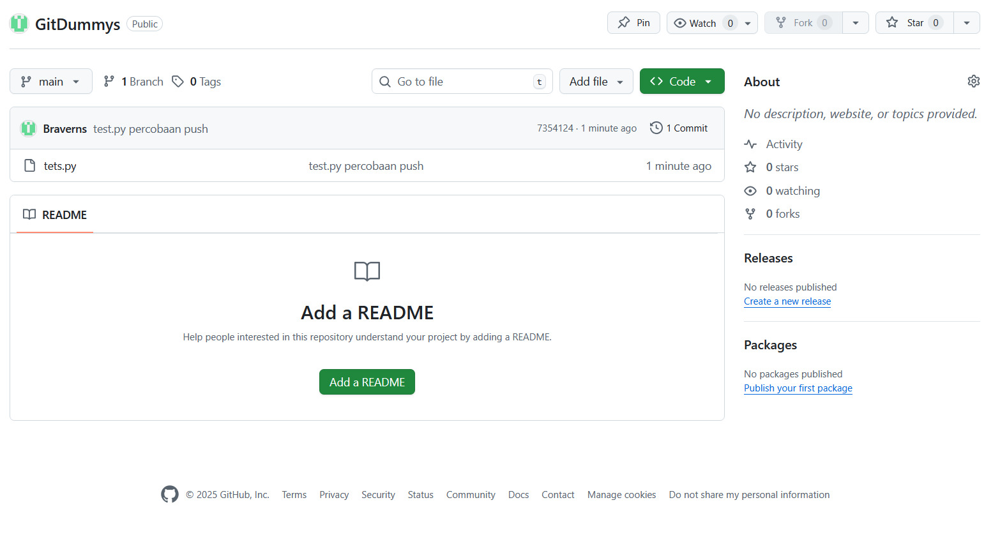 GitDummys Public Pin Watch 0 Fork 0 Star 0
main 1 Branch 0 Tags Go to file t Add file Code
Braverns test.py percobaan push 7354124 · 1 minute ago 1 Commit
tets.py test.py percobaan push 1 minute ago
README
Add a README
Help people interested in this repository understand your project by adding a README.
Add a README
About
No description, website, or topics provided.
Activity
0 stars
0 watching
0 forks
Releases
No releases published
Create a new release
Packages
No packages published
Publish your first package
© 2025 GitHub, Inc. Terms Privacy Security Status Community Docs Contact Manage cookies Do not share my personal information